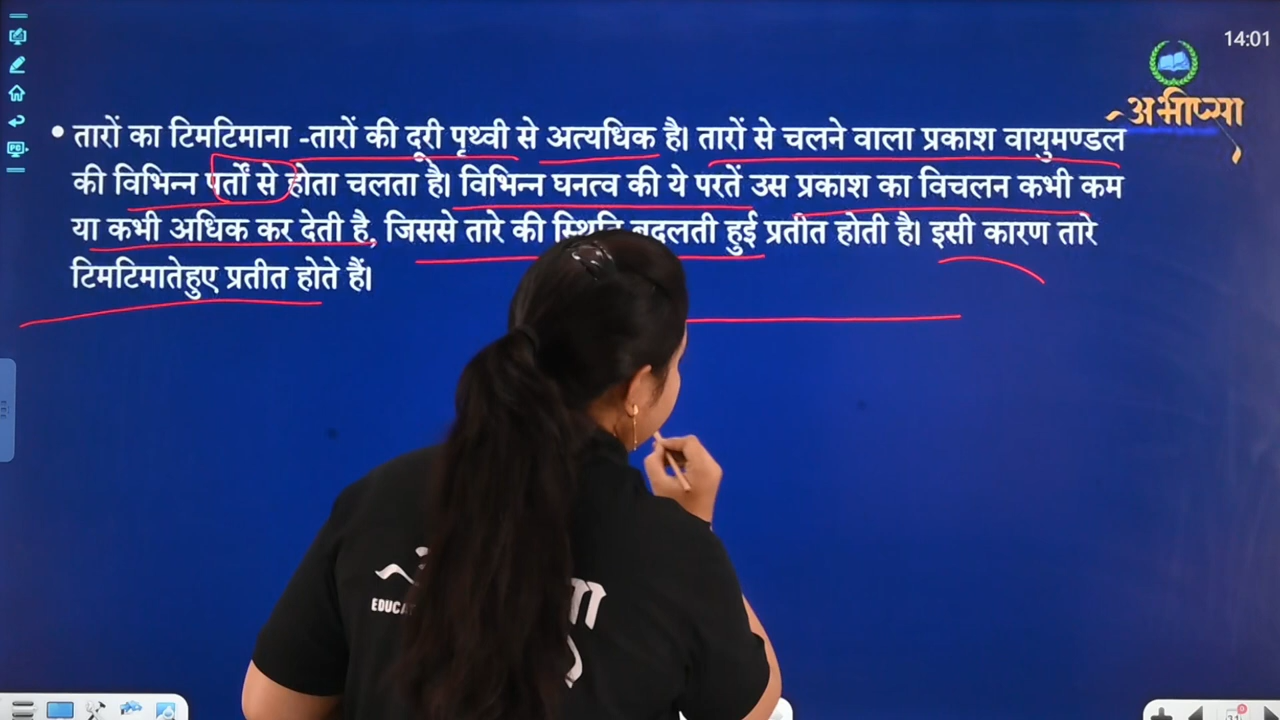 14:01
अभीप्सा
• तारों का टिमटिमाना -तारों की दूरी पृथ्वी से अत्यधिक है। तारों से चलने वाला प्रकाश वायुमण्डल
की विभिन्न पर्तों से होता चलता है। विभिन्न घनत्व की ये परतें उस प्रकाश का विचलन कभी कम
या कभी अधिक कर देती है, जिससे तारे की स्थिति बदलती हुई प्रतीत होती है। इसी कारण तारे
टिमटिमातेहुए प्रतीत होते हैं।